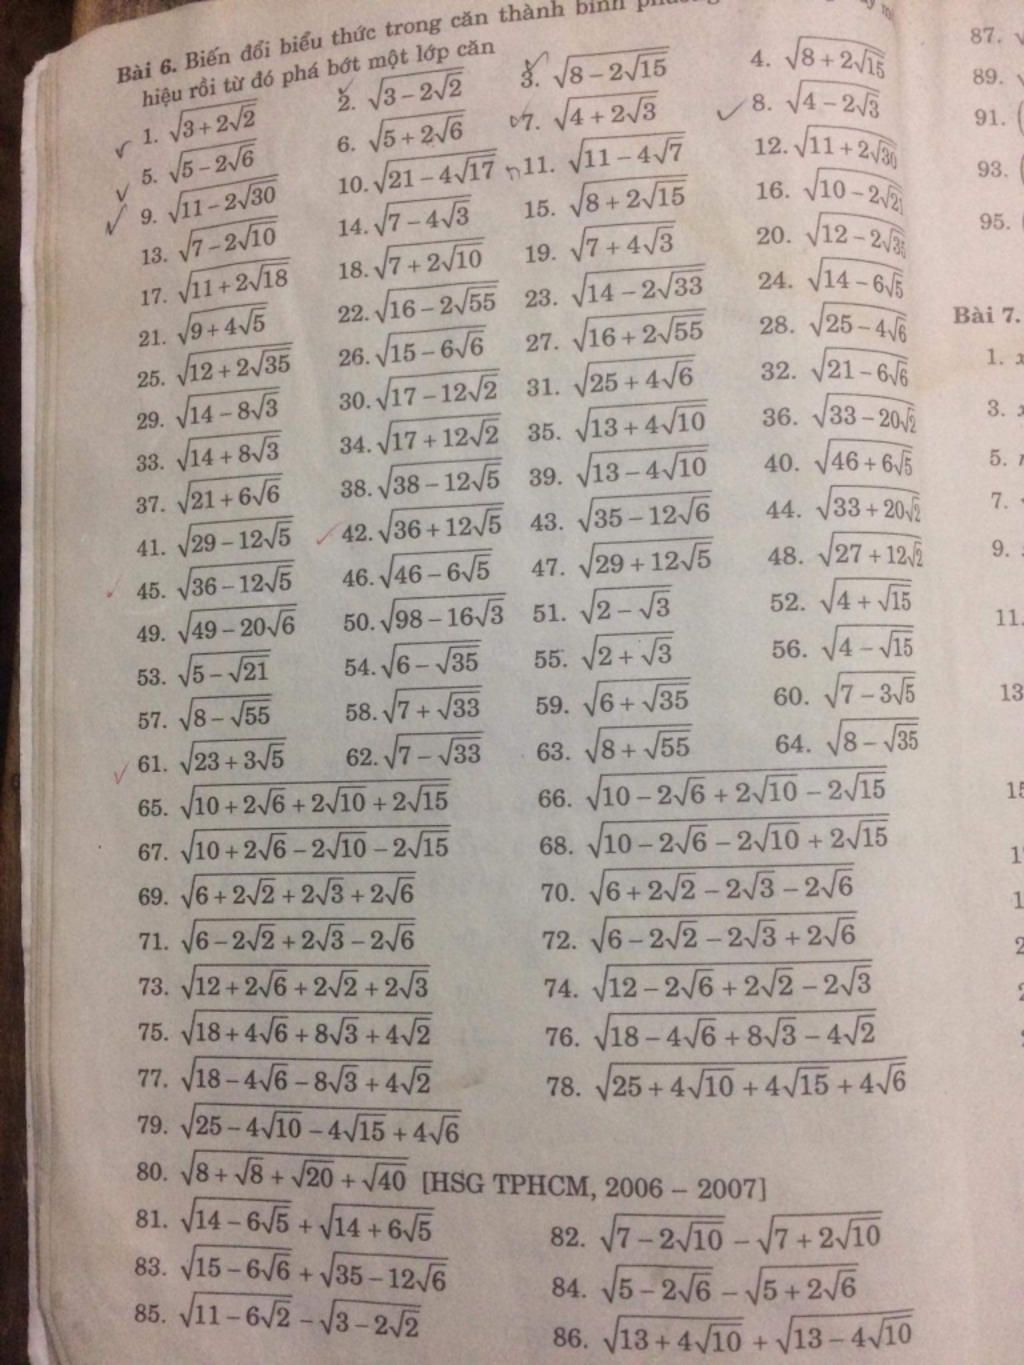 Bài 6. Biến đổi biểu thức trong căn thành bình
hiệu rồi từ đó phá bớt một lớp căn
1. √(3+2√2) 2. √(3−2√2) 3. √(8−2√15) 4. √(8+2√15)
5. √(5−2√6) 6. √(5+2√6) 7. √(4+2√3) 8. √(4−2√3)
9. √(11−2√30) 10. √(21−4√17) 11. √(11−4√7) 12. √(11+2√30)
13. √(7−2√10) 14. √(7−4√3) 15. √(8+2√15) 16. √(10−2√21)
17. √(11+2√18) 18. √(7+2√10) 19. √(7+4√3) 20. √(12−2√35)
21. √(9+4√5) 22. √(16−2√55) 23. √(14−2√33) 24. √(14−6√5)
25. √(12+2√35) 26. √(15−6√6) 27. √(16+2√55) 28. √(25−4√6)
29. √(14−8√3) 30. √(17−12√2) 31. √(25+4√6) 32. √(21−6√6)
33. √(14+8√3) 34. √(17+12√2) 35. √(13+4√10) 36. √(33−20√2)
37. √(21+6√6) 38. √(38−12√5) 39. √(13−4√10) 40. √(46+6√5)
41. √(29−12√5) 42. √(36+12√5) 43. √(35−12√6) 44. √(33+20√2)
45. √(36−12√5) 46. √(46−6√5) 47. √(29+12√5) 48. √(27+12√2)
49. √(49−20√6) 50. √(98−16√3) 51. √(2−√3) 52. √(4+√15)
53. √(5−√21) 54. √(6−√35) 55. √(2+√3) 56. √(4−√15)
57. √(8−√55) 58. √(7+√33) 59. √(6+√35) 60. √(7−3√5)
61. √(23+3√5) 62. √(7−√33) 63. √(8+√55) 64. √(8−√35)
65. √(10+2√6+2√10+2√15) 66. √(10−2√6+2√10−2√15)
67. √(10+2√6−2√10−2√15) 68. √(10−2√6−2√10+2√15)
69. √(6+2√2+2√3+2√6) 70. √(6+2√2−2√3−2√6)
71. √(6−2√2+2√3−2√6) 72. √(6−2√2−2√3+2√6)
73. √(12+2√6+2√2+2√3) 74. √(12−2√6+2√2−2√3)
75. √(18+4√6+8√3+4√2) 76. √(18−4√6+8√3−4√2)
77. √(18−4√6−8√3+4√2) 78. √(25+4√10+4√15+4√6)
79. √(25−4√10−4√15+4√6)
80. √(8+√8+√20+√40) [HSG TPHCM, 2006 – 2007]
81. √(14−6√5) + √(14+6√5) 82. √(7−2√10) − √(7+2√10)
83. √(15−6√6) + √(35−12√6) 84. √(5−2√6) − √(5+2√6)
85. √(11−6√2) − √(3−2√2) 86. √(13+4√10) + √(13−4√10)
87.
89.
91.
93.
95.
Bài 7.
1.
3.
5.
7.
9.
11.
13